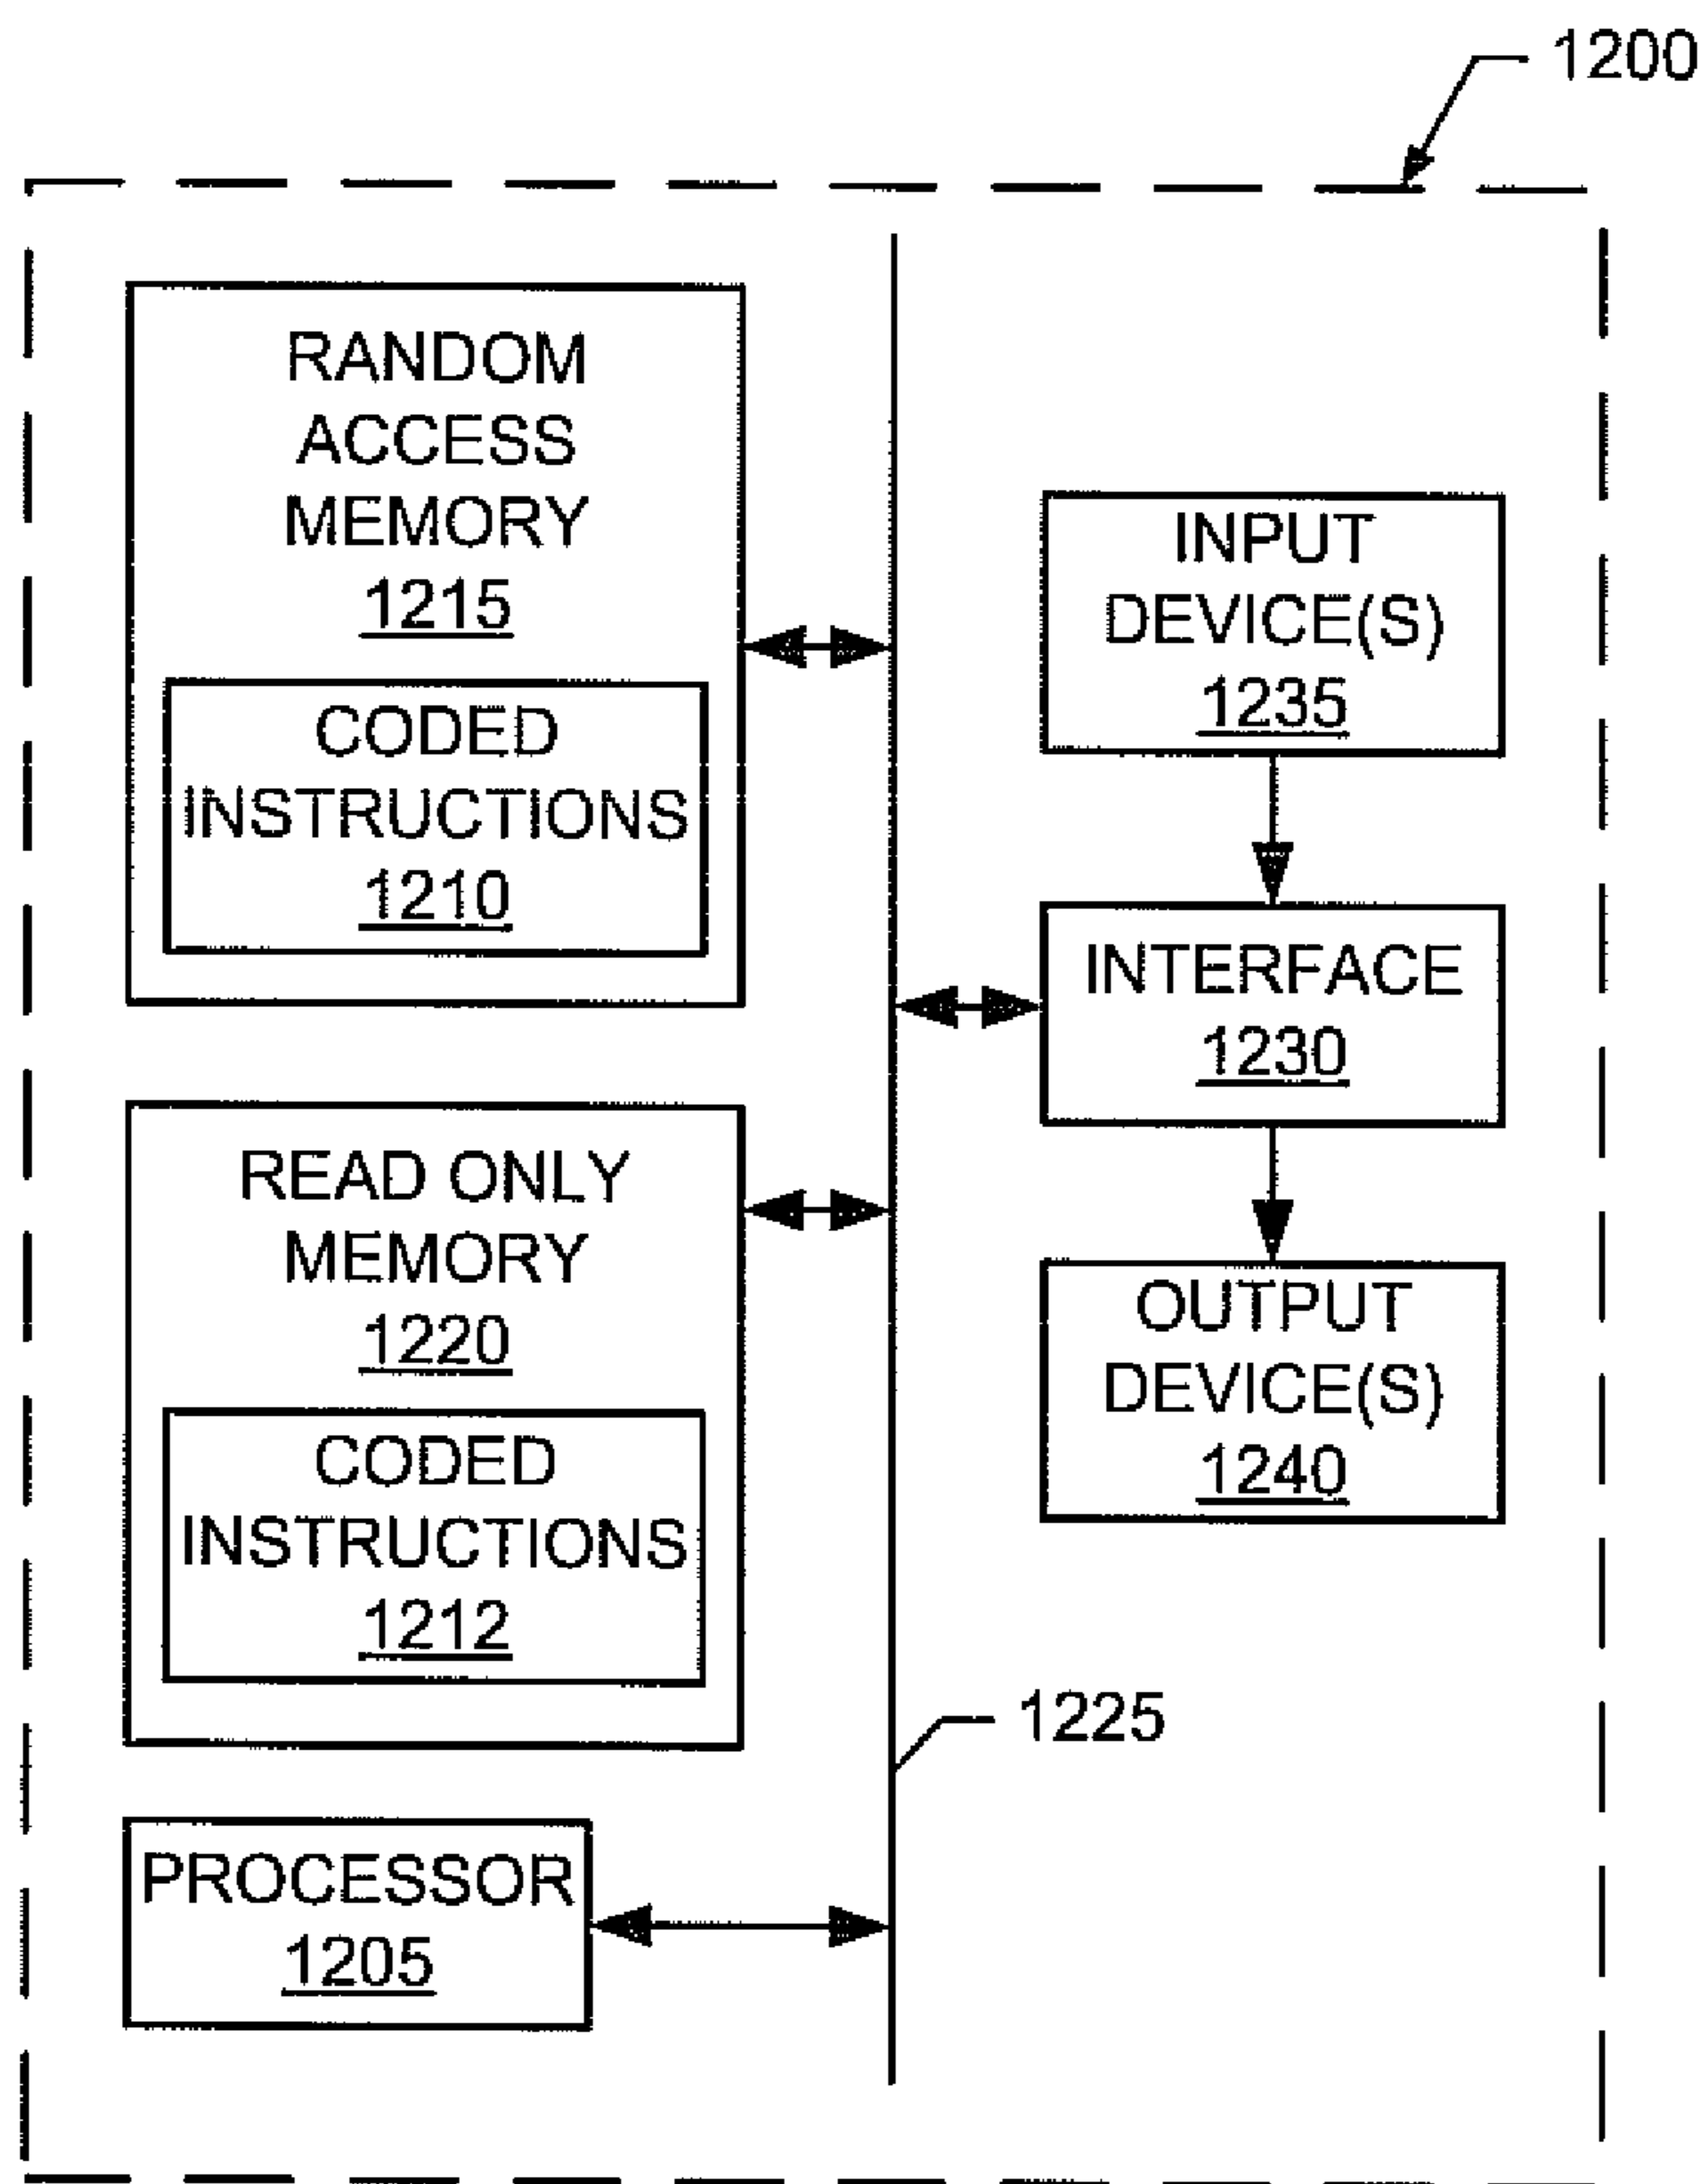 1200
RANDOM
ACCESS
MEMORY
1215
CODED
INSTRUCTIONS
1210
READ ONLY
MEMORY
1220
CODED
INSTRUCTIONS
1212
PROCESSOR
1205
INPUT
DEVICE(S)
1235
INTERFACE
1230
OUTPUT
DEVICE(S)
1240
1225